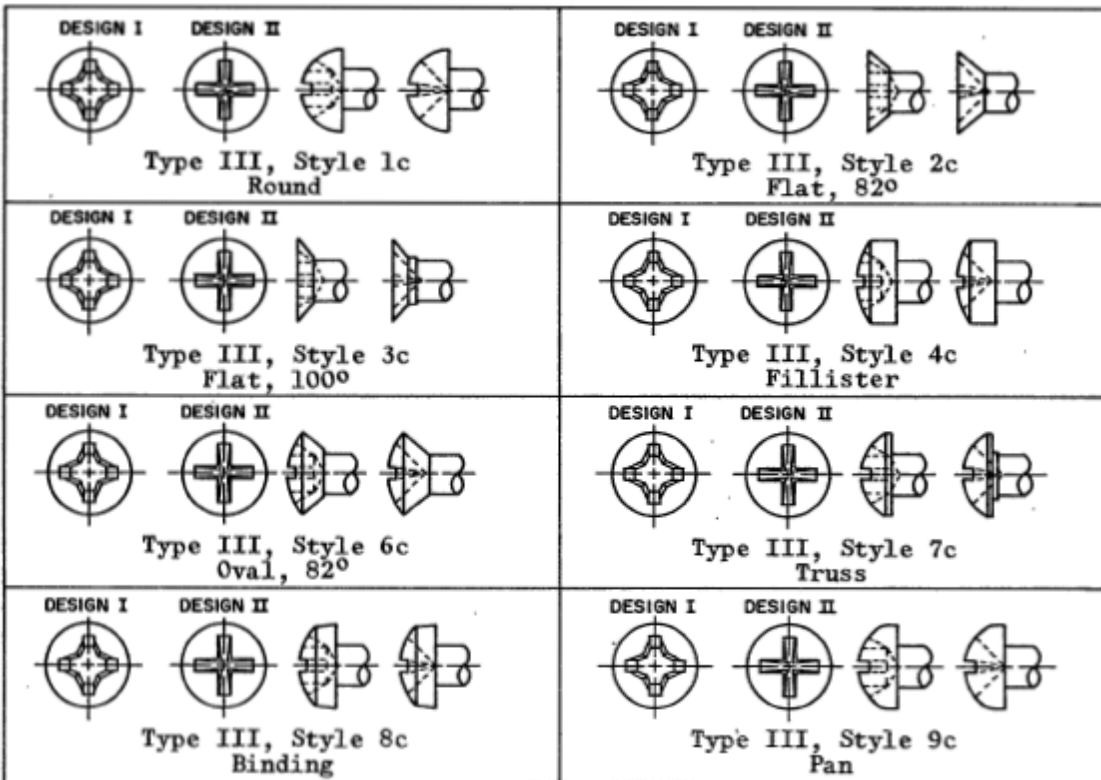 DESIGN I DESIGN II
Type III, Style 1c
Round
DESIGN I DESIGN II
Type III, Style 2c
Flat, 82º
DESIGN I DESIGN II
Type III, Style 3c
Flat, 100º
DESIGN I DESIGN II
Type III, Style 4c
Fillister
DESIGN I DESIGN II
Type III, Style 6c
Oval, 82º
DESIGN I DESIGN II
Type III, Style 7c
Truss
DESIGN I DESIGN II
Type III, Style 8c
Binding
DESIGN I DESIGN II
Type III, Style 9c
Pan